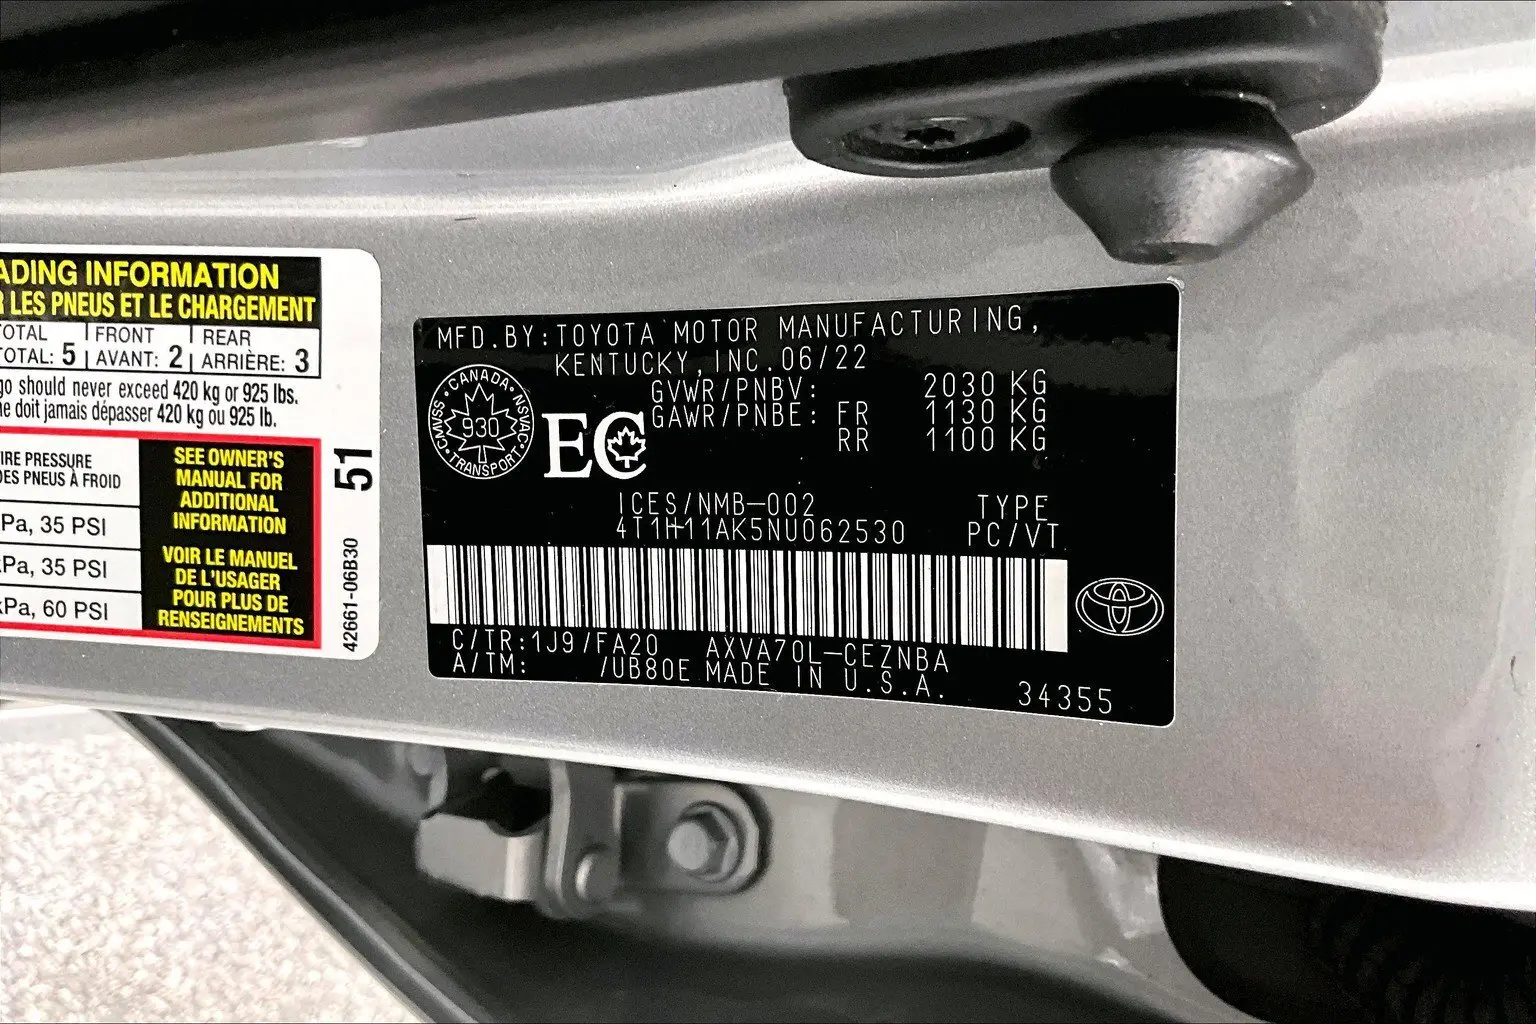 ADING INFORMATION
R LES PNEUS ET LE CHARGEMENT
OTAL FRONT REAR
OTAL: 5 AVANT: 2 ARRIÈRE: 3
go should never exceed 420 kg or 925 lbs.
ne doit jamais dépasser 420 kg ou 925 lb.
IRE PRESSURE
DES PNEUS À FROID
Pa, 35 PSI
kPa, 35 PSI
kPa, 60 PSI
SEE OWNER'S
MANUAL FOR
ADDITIONAL
INFORMATION
VOIR LE MANUEL
DE L'USAGER
POUR PLUS DE
RENSEIGNEMENTS
51
42661-06B30
MFD.BY:TOYOTA MOTOR MANUFACTURING,
KENTUCKY, INC.06/22
GVWR/PNBV: 2030 KG
GAWR/PNBE: FR 1130 KG
RR 1100 KG
CANADA
CMVSS 930 NSVAC
TRANSPORT
EC
ICES/NMB-002 TYPE
4T1H11AK5NU062530 PC/VT
C/TR:1J9/FA20 AXVA70L-CEZNBA
A/TM: /UB80E MADE IN U.S.A.
34355